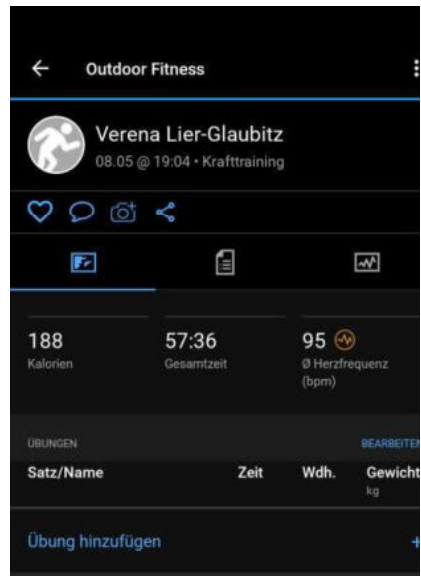 Outdoor Fitness
Verena Lier-Glaubitz
08.05 @ 19:04 • Krafttraining
188 57:36 95
Kalorien Gesamtzeit Ø Herzfrequenz
(bpm)
ÜBUNGEN BEARBEITEN
Satz/Name Zeit Wdh. Gewicht
kg
Übung hinzufügen +